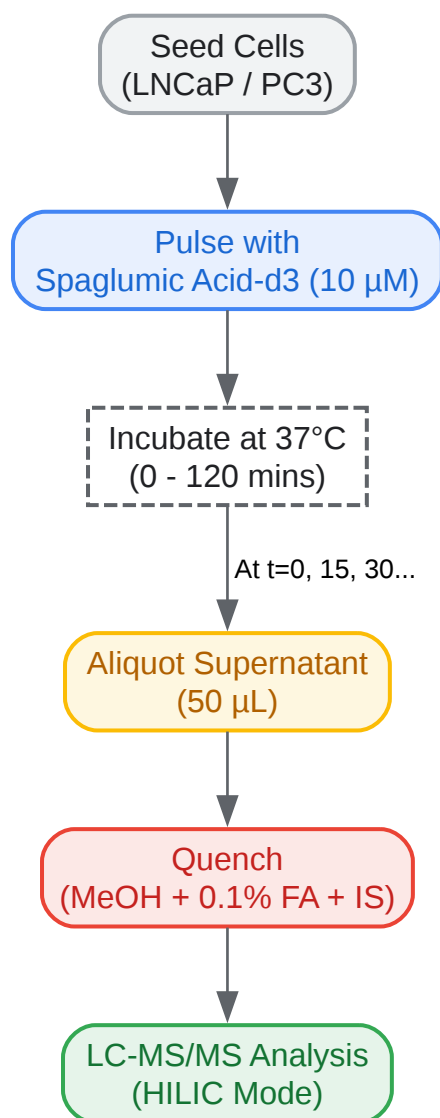 Seed Cells
(LNCaP / PC3)
Pulse with
Spaglumic Acid-d3 (10 µM)
Incubate at 37°C
(0 - 120 mins)
At t=0, 15, 30...
Aliquot Supernatant
(50 µL)
Quench
(MeOH + 0.1% FA + IS)
LC-MS/MS Analysis
(HILIC Mode)